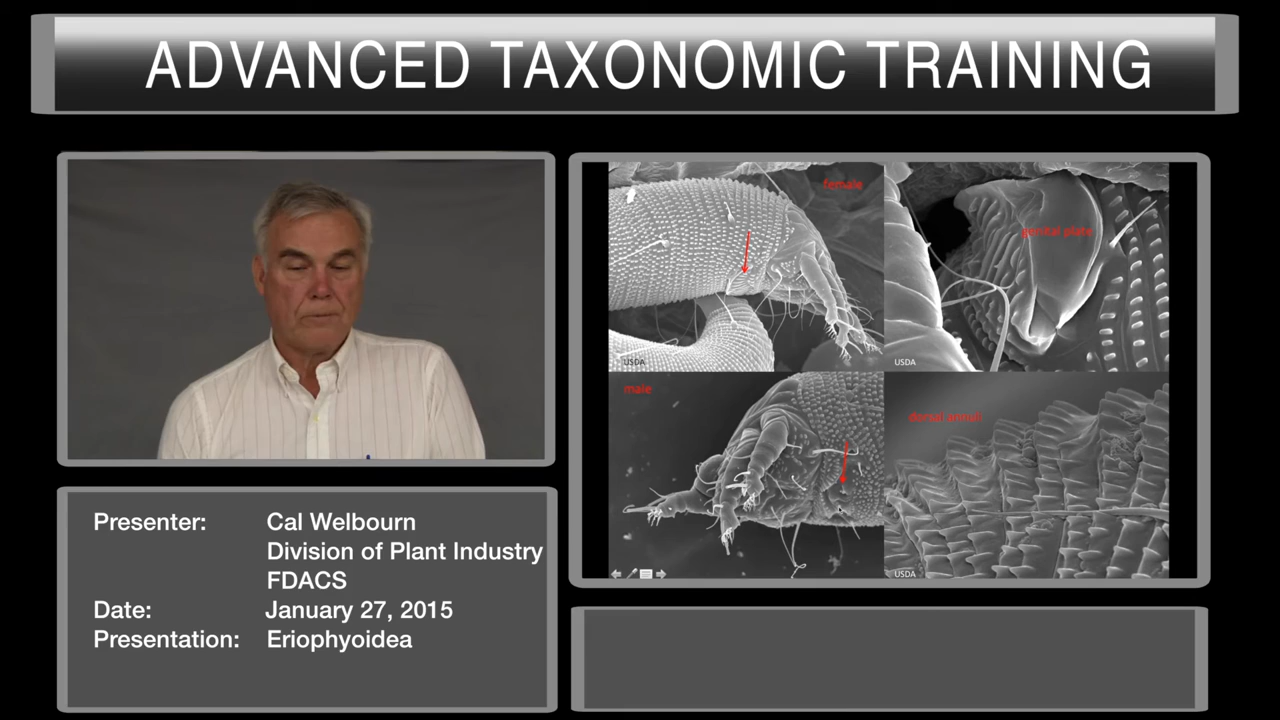 ADVANCED TAXONOMIC TRAINING
female
genital plate
USDA
USDA
male
dorsal annuli
USDA
Presenter: Cal Welbourn
Division of Plant Industry
FDACS
Date: January 27, 2015
Presentation: Eriophyoidea